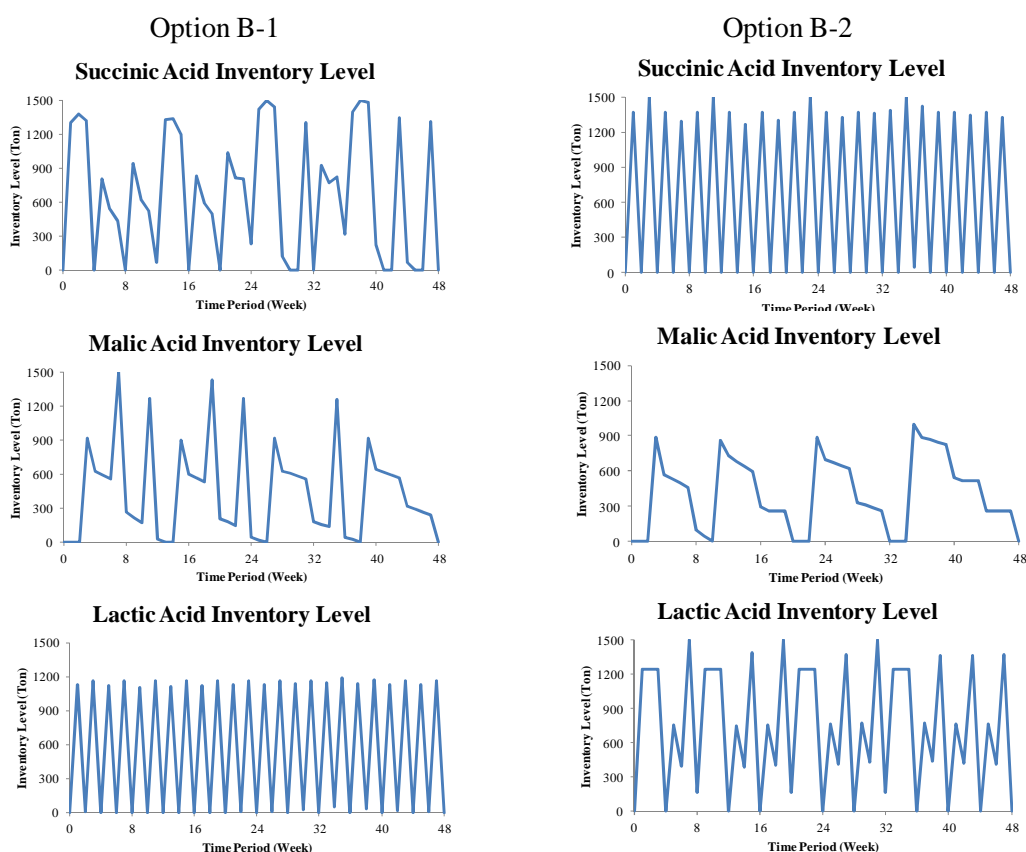 Option B-1
Succinic Acid Inventory Level
Inventory Level (Ton)
1500
1200
900
600
300
0
0 8 16 24 32 40 48
Time Period (Week)
Malic Acid Inventory Level
Inventory Level (Ton)
1500
1200
900
600
300
0
0 8 16 24 32 40 48
Time Period (Week)
Lactic Acid Inventory Level
Inventory Level (Ton)
1500
1200
900
600
300
0
0 8 16 24 32 40 48
Time Period (Week)
Option B-2
Succinic Acid Inventory Level
Inventory Level (Ton)
1500
1200
900
600
300
0
0 8 16 24 32 40 48
Time Period (Week)
Malic Acid Inventory Level
Inventory Level (Ton)
1500
1200
900
600
300
0
0 8 16 24 32 40 48
Time Period (Week)
Lactic Acid Inventory Level
Inventory Level (Ton)
1500
1200
900
600
300
0
0 8 16 24 32 40 48
Time Period (Week)